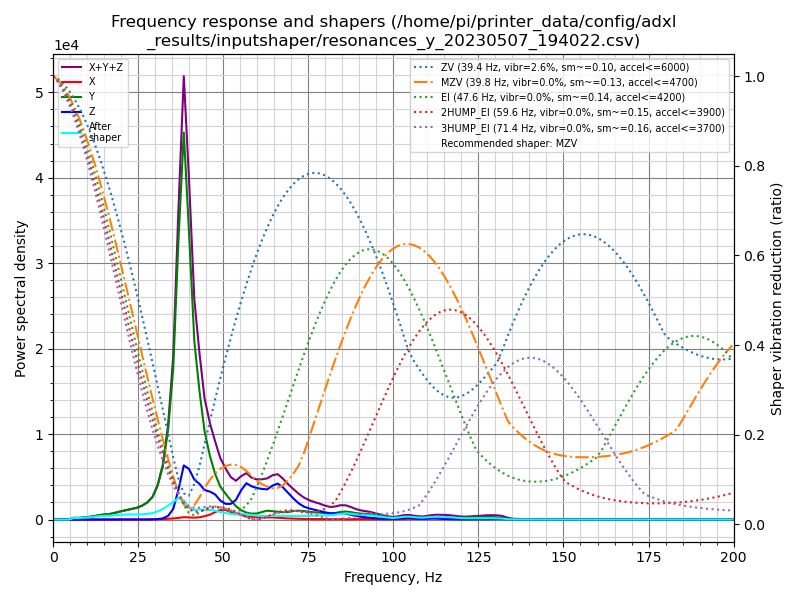 Frequency response and shapers (/home/pi/printer_data/config/adxl
_results/inputshaper/resonances_y_20230507_194022.csv)
1e4
X+Y+Z
X
Y
Z
After
shaper
ZV (39.4 Hz, vibr=2.6%, sm~=0.10, accel<=6000)
MZV (39.8 Hz, vibr=0.0%, sm~=0.13, accel<=4700)
EI (47.6 Hz, vibr=0.0%, sm~=0.14, accel<=4200)
2HUMP_EI (59.6 Hz, vibr=0.0%, sm~=0.15, accel<=3900)
3HUMP_EI (71.4 Hz, vibr=0.0%, sm~=0.16, accel<=3700)
Recommended shaper: MZV
5
4
3
2
1
0
Power spectral density
1.0
0.8
0.6
0.4
0.2
0.0
Shaper vibration reduction (ratio)
0 25 50 75 100 125 150 175 200
Frequency, Hz